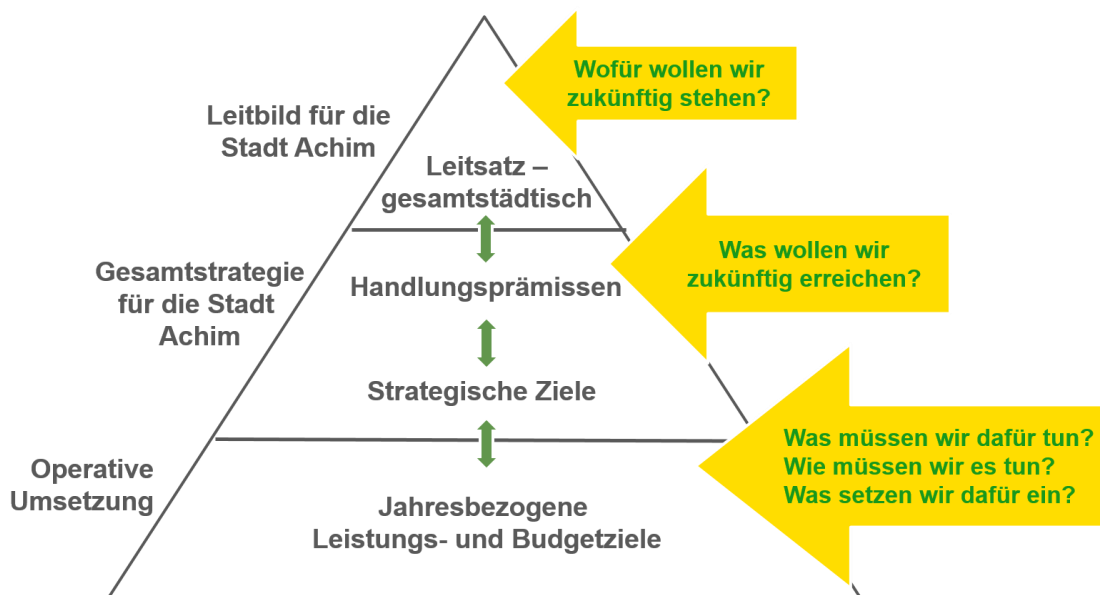 Wofür wollen wir
zukünftig stehen?
Leitbild für die
Stadt Achim
Leitsatz –
gesamtstädtisch
Was wollen wir
zukünftig erreichen?
Gesamtstrategie
für die Stadt
Achim
Handlungsprämissen
Strategische Ziele
Was müssen wir dafür tun?
Wie müssen wir es tun?
Was setzen wir dafür ein?
Operative
Umsetzung
Jahresbezogene
Leistungs- und Budgetziele